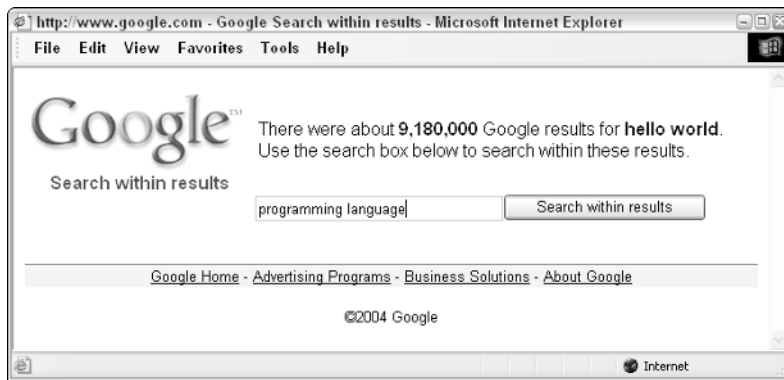 http://www.google.com - Google Search within results - Microsoft Internet Explorer
File Edit View Favorites Tools Help
Google™
There were about 9,180,000 Google results for hello world.
Use the search box below to search within these results.
Search within results
programming language
Search within results
Google Home - Advertising Programs - Business Solutions - About Google
©2004 Google
Internet